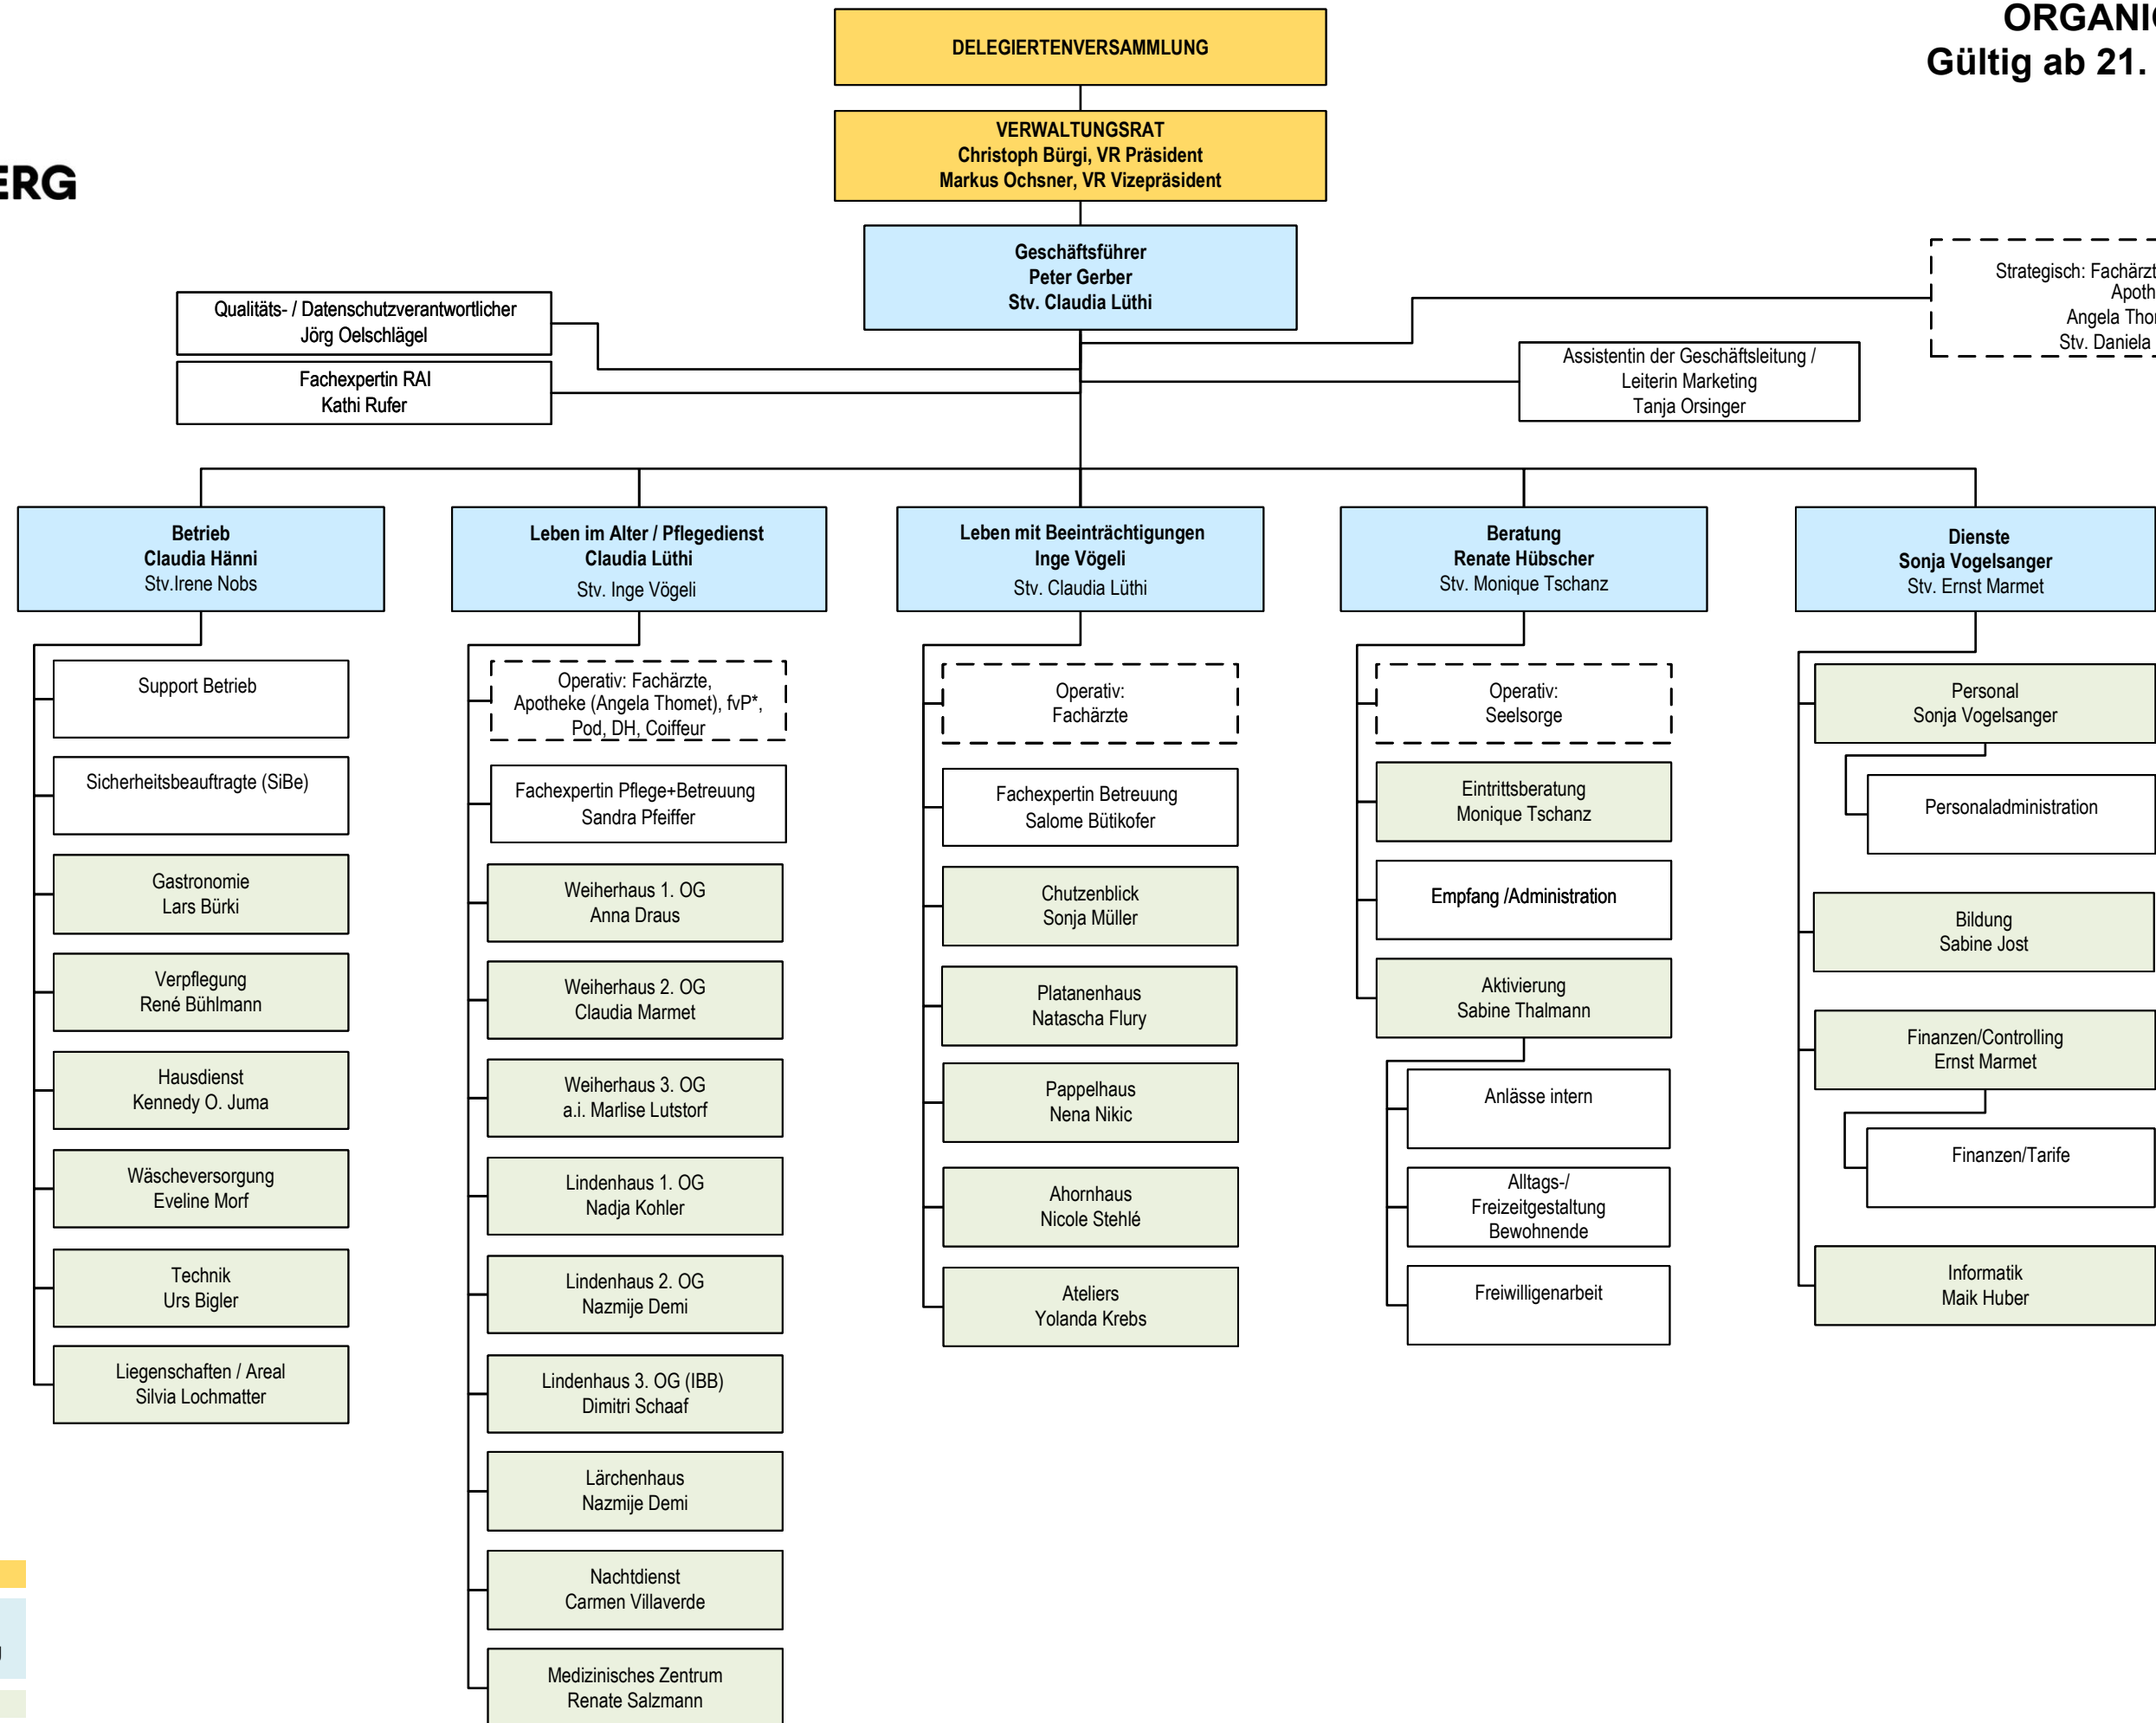 DELEGIERTENVERSAMMLUNG
Gültig ab 21.
VERWALTUNGSRAT
Christoph Bürgi, VR Präsident
Markus Ochsner, VR Vizepräsident
Geschäftsführer
Peter Gerber
Stv. Claudia Lüthi
Qualitäts- / Datenschutzverantwortlicher
Jörg Oelschlägel
Fachexpertin RAI
Kathi Rufer
Strategisch:
Angela
Stv. Daniela
Assistentin der Geschäftsleitung /
Leiterin Marketing
Tanja Orsinger
Betrieb
Claudia Hänni
Stv.Irene Nobs
Support Betrieb
Sicherheitsbeauftragte (SiBe)
Gastronomie
Lars Bürki
Verpflegung
René Bühlmann
Hausdienst
Kennedy O. Juma
Wäscheversorgung
Eveline Morf
Technik
Urs Bigler
Liegenschaften / Areal
Silvia Lochmatter
Leben im Alter / Pflegedienst
Claudia Lüthi
Stv. Inge Vögeli
Operativ: Fachärzte,
Apotheke (Angela Thomet), fvP*,
Pod, DH, Coiffeur
Fachexpertin Pflege+Betreuung
Sandra Pfeiffer
Weiherhaus 1. OG
Anna Draus
Weiherhaus 2. OG
Claudia Marmet
Weiherhaus 3. OG
a.i. Marlise Lutstorf
Lindenhaus 1. OG
Nadja Kohler
Lindenhaus 2. OG
Nazmije Demi
Lindenhaus 3. OG (IBB)
Dimitri Schaaf
Lärchenhaus
Nazmije Demi
Nachtdienst
Carmen Villaverde
Medizinisches Zentrum
Renate Salzmann
Leben mit Beeinträchtigungen
Inge Vögeli
Stv. Claudia Lüthi
Operativ:
Fachärzte
Fachexpertin Betreuung
Salome Bütikofer
Chutzenblick
Sonja Müller
Platanenhaus
Natascha Flury
Pappelhaus
Nena Nikic
Ahornhaus
Nicole Stehlé
Ateliers
Yolanda Krebs
Beratung
Renate Hübscher
Stv. Monique Tschanz
Operativ:
Seelsorge
Eintrittsberatung
Monique Tschanz
Empfang /Administration
Aktivierung
Sabine Thalmann
Anlässe intern
Alltags-/
Freizeitgestaltung
Bewohnende
Freiwilligenarbeit
Dienste
Sonja Vogelsanger
Stv. Ernst Marmet
Personal
Sonja Vogelsanger
Personaladministration
Bildung
Sabine Jost
Finanzen/Controlling
Ernst Marmet
Finanzen/Tarife
Informatik
Maik Huber